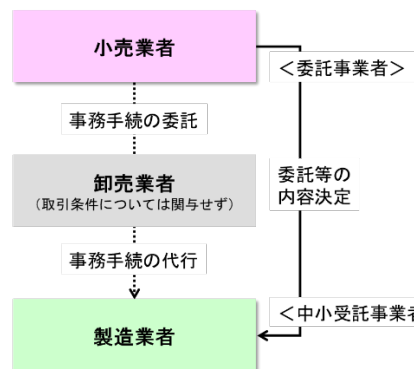 小売業者
＜委託事業者＞
事務手続の委託
卸売業者
（取引条件については関与せず）
委託等の
内容決定
事務手続の代行
＜中小受託事業者
製造業者